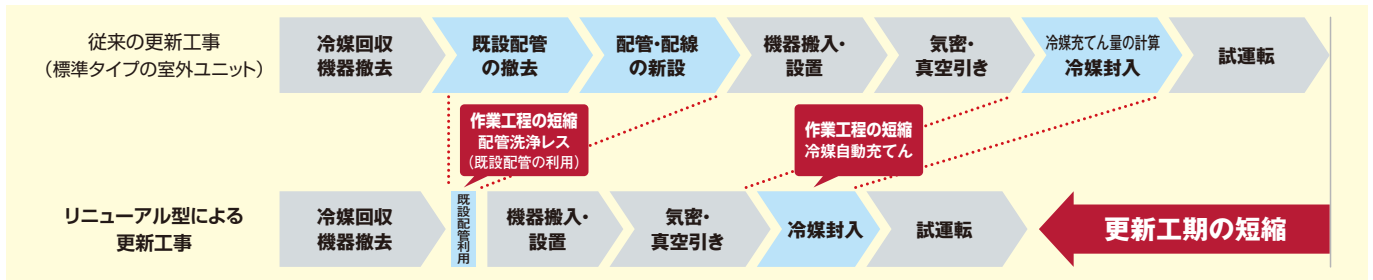 従来の更新工事
（標準タイプの室外ユニット）
冷媒回収
機器撤去
既設配管
の撤去
配管・配線
の新設
機器搬入・
設置
気密・
真空引き
冷媒充てん量の計算
冷媒封入
試運転
作業工程の短縮
配管洗浄レス
（既設配管の利用）
作業工程の短縮
冷媒自動充てん
リニューアル型による
更新工事
冷媒回収
機器撤去
既設配管利用
機器搬入・
設置
気密・
真空引き
冷媒封入
試運転
更新工期の短縮